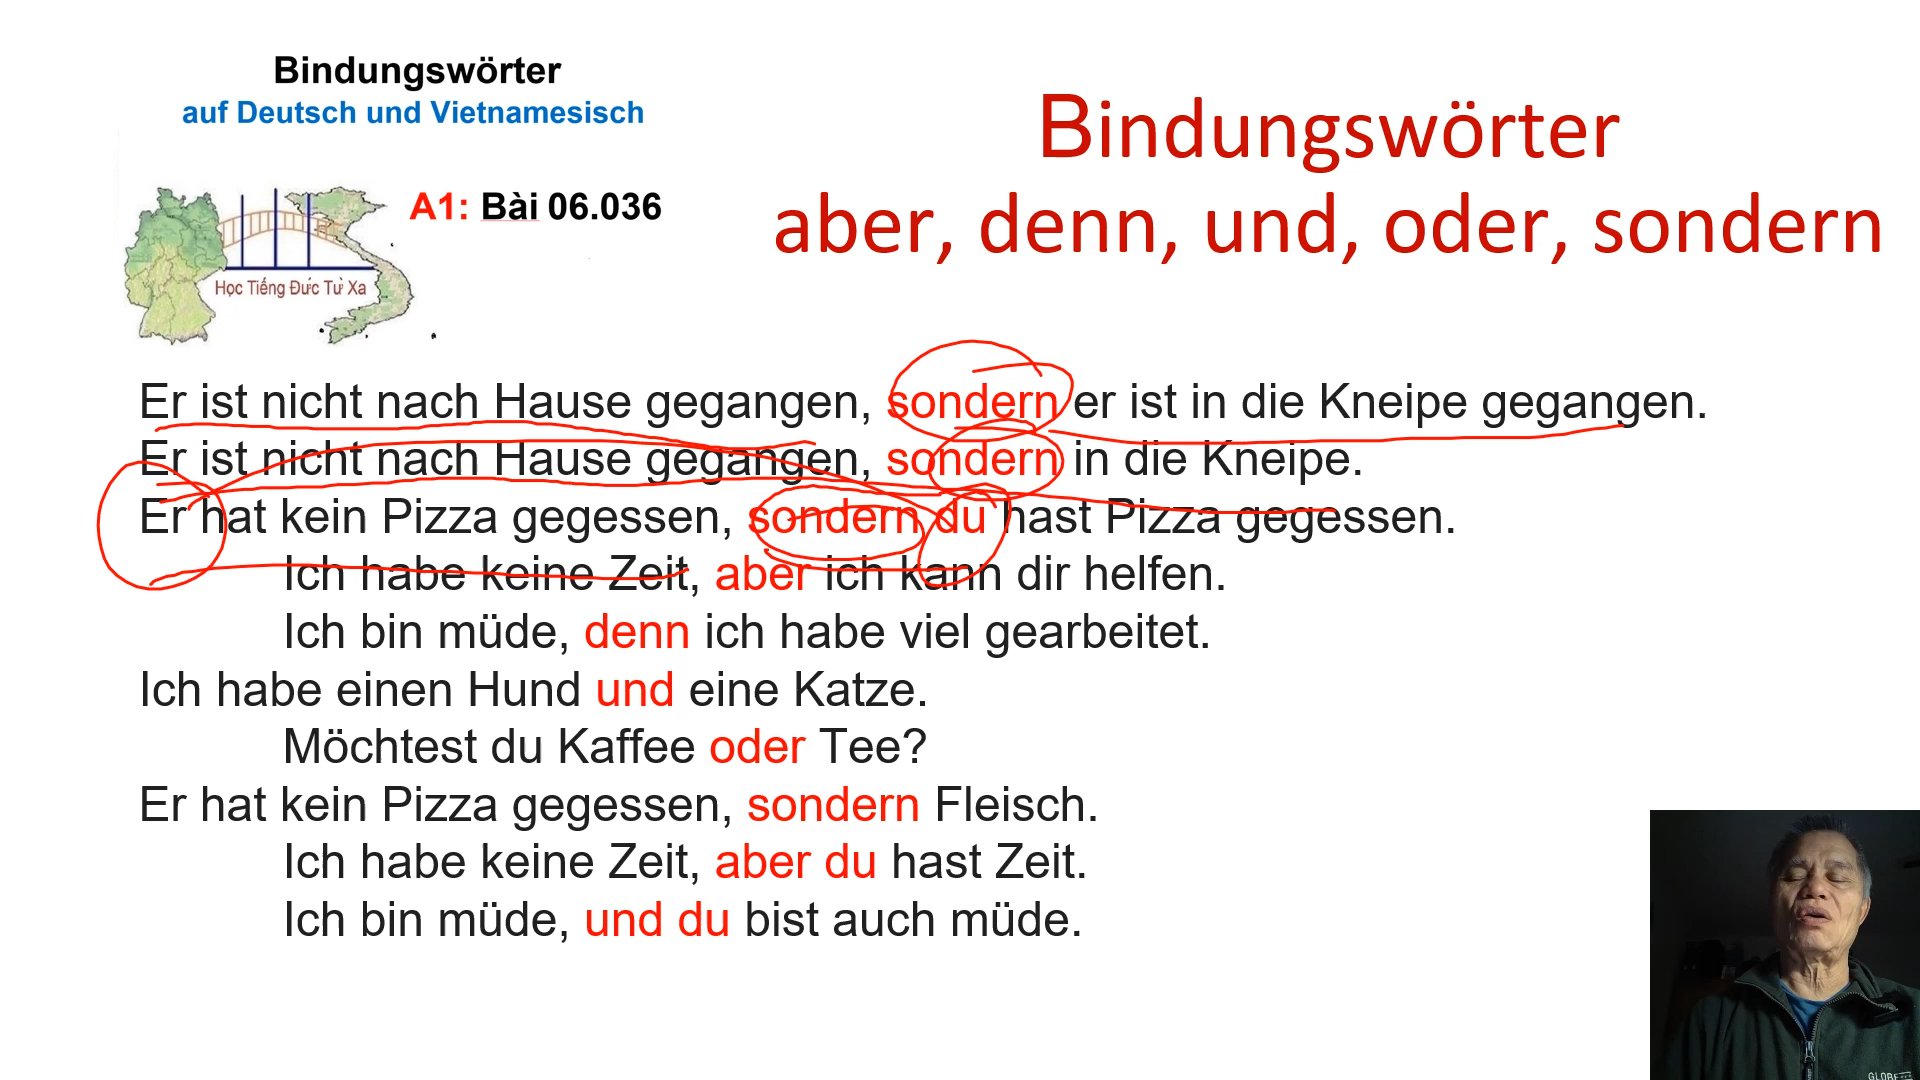 Bindungswörter
auf Deutsch und Vietnamesisch
A1: Bài 06.036
Học Tiếng Đức Từ Xa
Bindungswörter
aber, denn, und, oder, sondern
Er ist nicht nach Hause gegangen, sondern er ist in die Kneipe gegangen.
Er ist nicht nach Hause gegangen, sondern in die Kneipe.
Er hat kein Pizza gegessen, sondern du hast Pizza gegessen.
Ich habe keine Zeit, aber ich kann dir helfen.
Ich bin müde, denn ich habe viel gearbeitet.
Ich habe einen Hund und eine Katze.
Möchtest du Kaffee oder Tee?
Er hat kein Pizza gegessen, sondern Fleisch.
Ich habe keine Zeit, aber du hast Zeit.
Ich bin müde, und du bist auch müde.